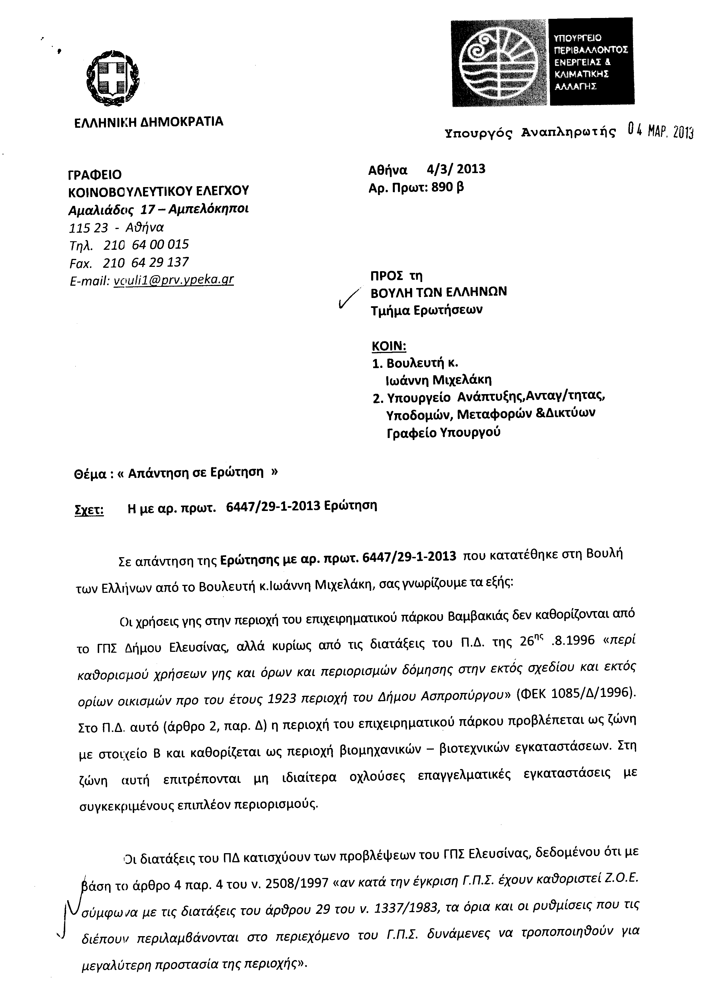 ΥΠΟΥΡΓΕΙΟ
ΠΕΡΙΒΑΛΛΟΝΤΟΣ
ΕΝΕΡΓΕΙΑΣ &
ΚΛΙΜΑΤΙΚΗΣ
ΑΛΛΑΓΗΣ
ΕΛΛΗΝΙΚΗ ΔΗΜΟΚΡΑΤΙΑ
Υπουργός Αναπληρωτής 04 ΜΑΡ. 2013
ΓΡΑΦΕΙΟ
ΚΟΙΝΟΒΟΥΛΕΥΤΙΚΟΥ ΕΛΕΓΧΟΥ
Αμαλιάδος 17 – Αμπελόκηποι
115 23 - Αθήνα
Τηλ. 210 64 00 015
Fax. 210 64 29 137
E-mail: vouli1@prv.ypeka.gr
Αθήνα 4/3/ 2013
Αρ. Πρωτ: 890 β
ΠΡΟΣ τη
ΒΟΥΛΗ ΤΩΝ ΕΛΛΗΝΩΝ
Τμήμα Ερωτήσεων
ΚΟΙΝ:
1. Βουλευτή κ.
Ιωάννη Μιχελάκη
2. Υπουργείο Ανάπτυξης,Ανταγ/τητας,
Υποδομών, Μεταφορών &Δικτύων
Γραφείο Υπουργού
Θέμα : « Απάντηση σε Ερώτηση »
Σχετ: Η με αρ. πρωτ. 6447/29-1-2013 Ερώτηση
Σε απάντηση της Ερώτησης με αρ. πρωτ. 6447/29-1-2013 που κατατέθηκε στη Βουλή
των Ελλήνων από το Βουλευτή κ.Ιωάννη Μιχελάκη, σας γνωρίζουμε τα εξής:
Οι χρήσεις γης στην περιοχή του επιχειρηματικού πάρκου Βαμβακιάς δεν καθορίζονται από
το ΓΠΣ Δήμου Ελευσίνας, αλλά κυρίως από τις διατάξεις του Π.Δ. της 26ης .8.1996 «περί
καθορισμού χρήσεων γης και όρων και περιορισμών δόμησης στην εκτός σχεδίου και εκτός
ορίων οικισμών προ του έτους 1923 περιοχή του Δήμου Ασπροπύργου» (ΦΕΚ 1085/Δ/1996).
Στο Π.Δ. αυτό (άρθρο 2, παρ. Δ) η περιοχή του επιχειρηματικού πάρκου προβλέπεται ως ζώνη
με στοιχείο Β και καθορίζεται ως περιοχή βιομηχανικών – βιοτεχνικών εγκαταστάσεων. Στη
ζώνη αυτή επιτρέπονται μη ιδιαίτερα οχλούσες επαγγελματικές εγκαταστάσεις με
συγκεκριμένους επιπλέον περιορισμούς.
Οι διατάξεις του ΠΔ κατισχύουν των προβλέψεων του ΓΠΣ Ελευσίνας, δεδομένου ότι με
βάση το άρθρο 4 παρ. 4 του ν. 2508/1997 «αν κατά την έγκριση Γ.Π.Σ. έχουν καθοριστεί Ζ.Ο.Ε.
σύμφωνα με τις διατάξεις του άρθρου 29 του ν. 1337/1983, τα όρια και οι ρυθμίσεις που τις
διέπουν περιλαμβάνονται στο περιεχόμενο του Γ.Π.Σ. δυνάμενες να τροποποιηθούν για
μεγαλύτερη προστασία της περιοχής».